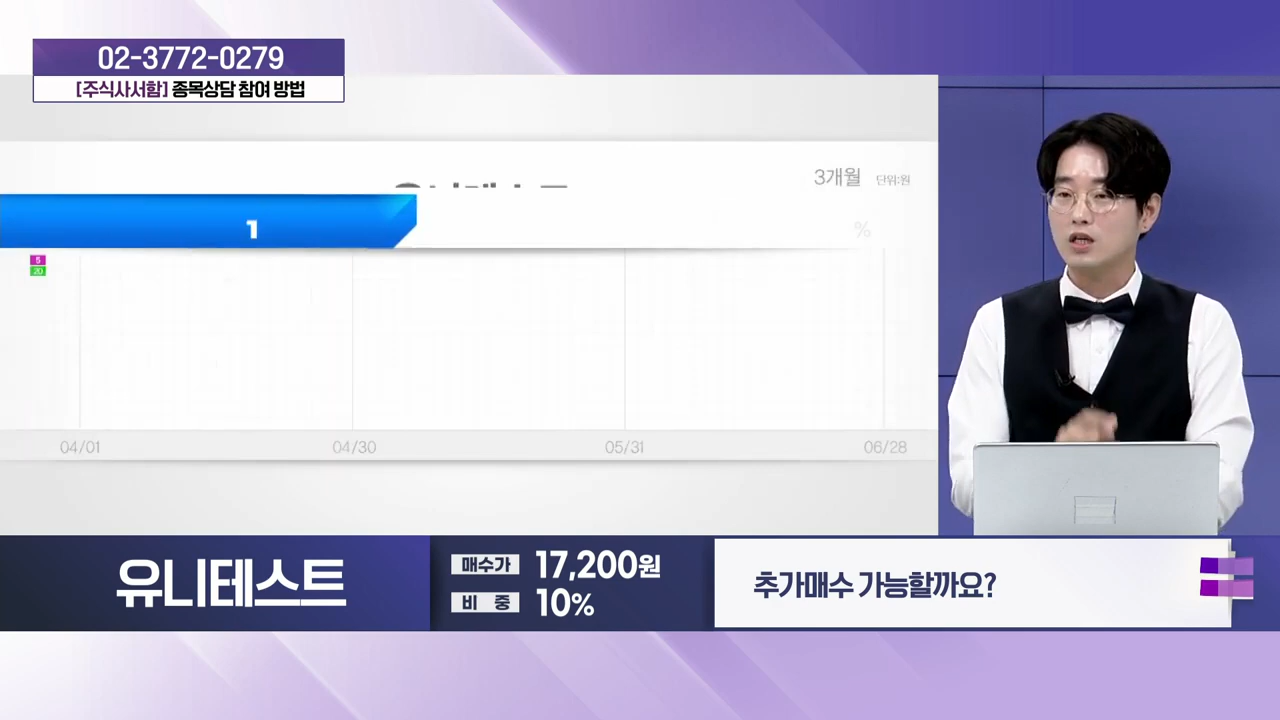 02-3772-0279
[주식사서함] 종목상담 참여 방법
3개월 단위:원
1
%
5
20
04/01 04/30 05/31 06/28
유니테스트
매수가 17,200원
비 중 10%
추가매수 가능할까요?